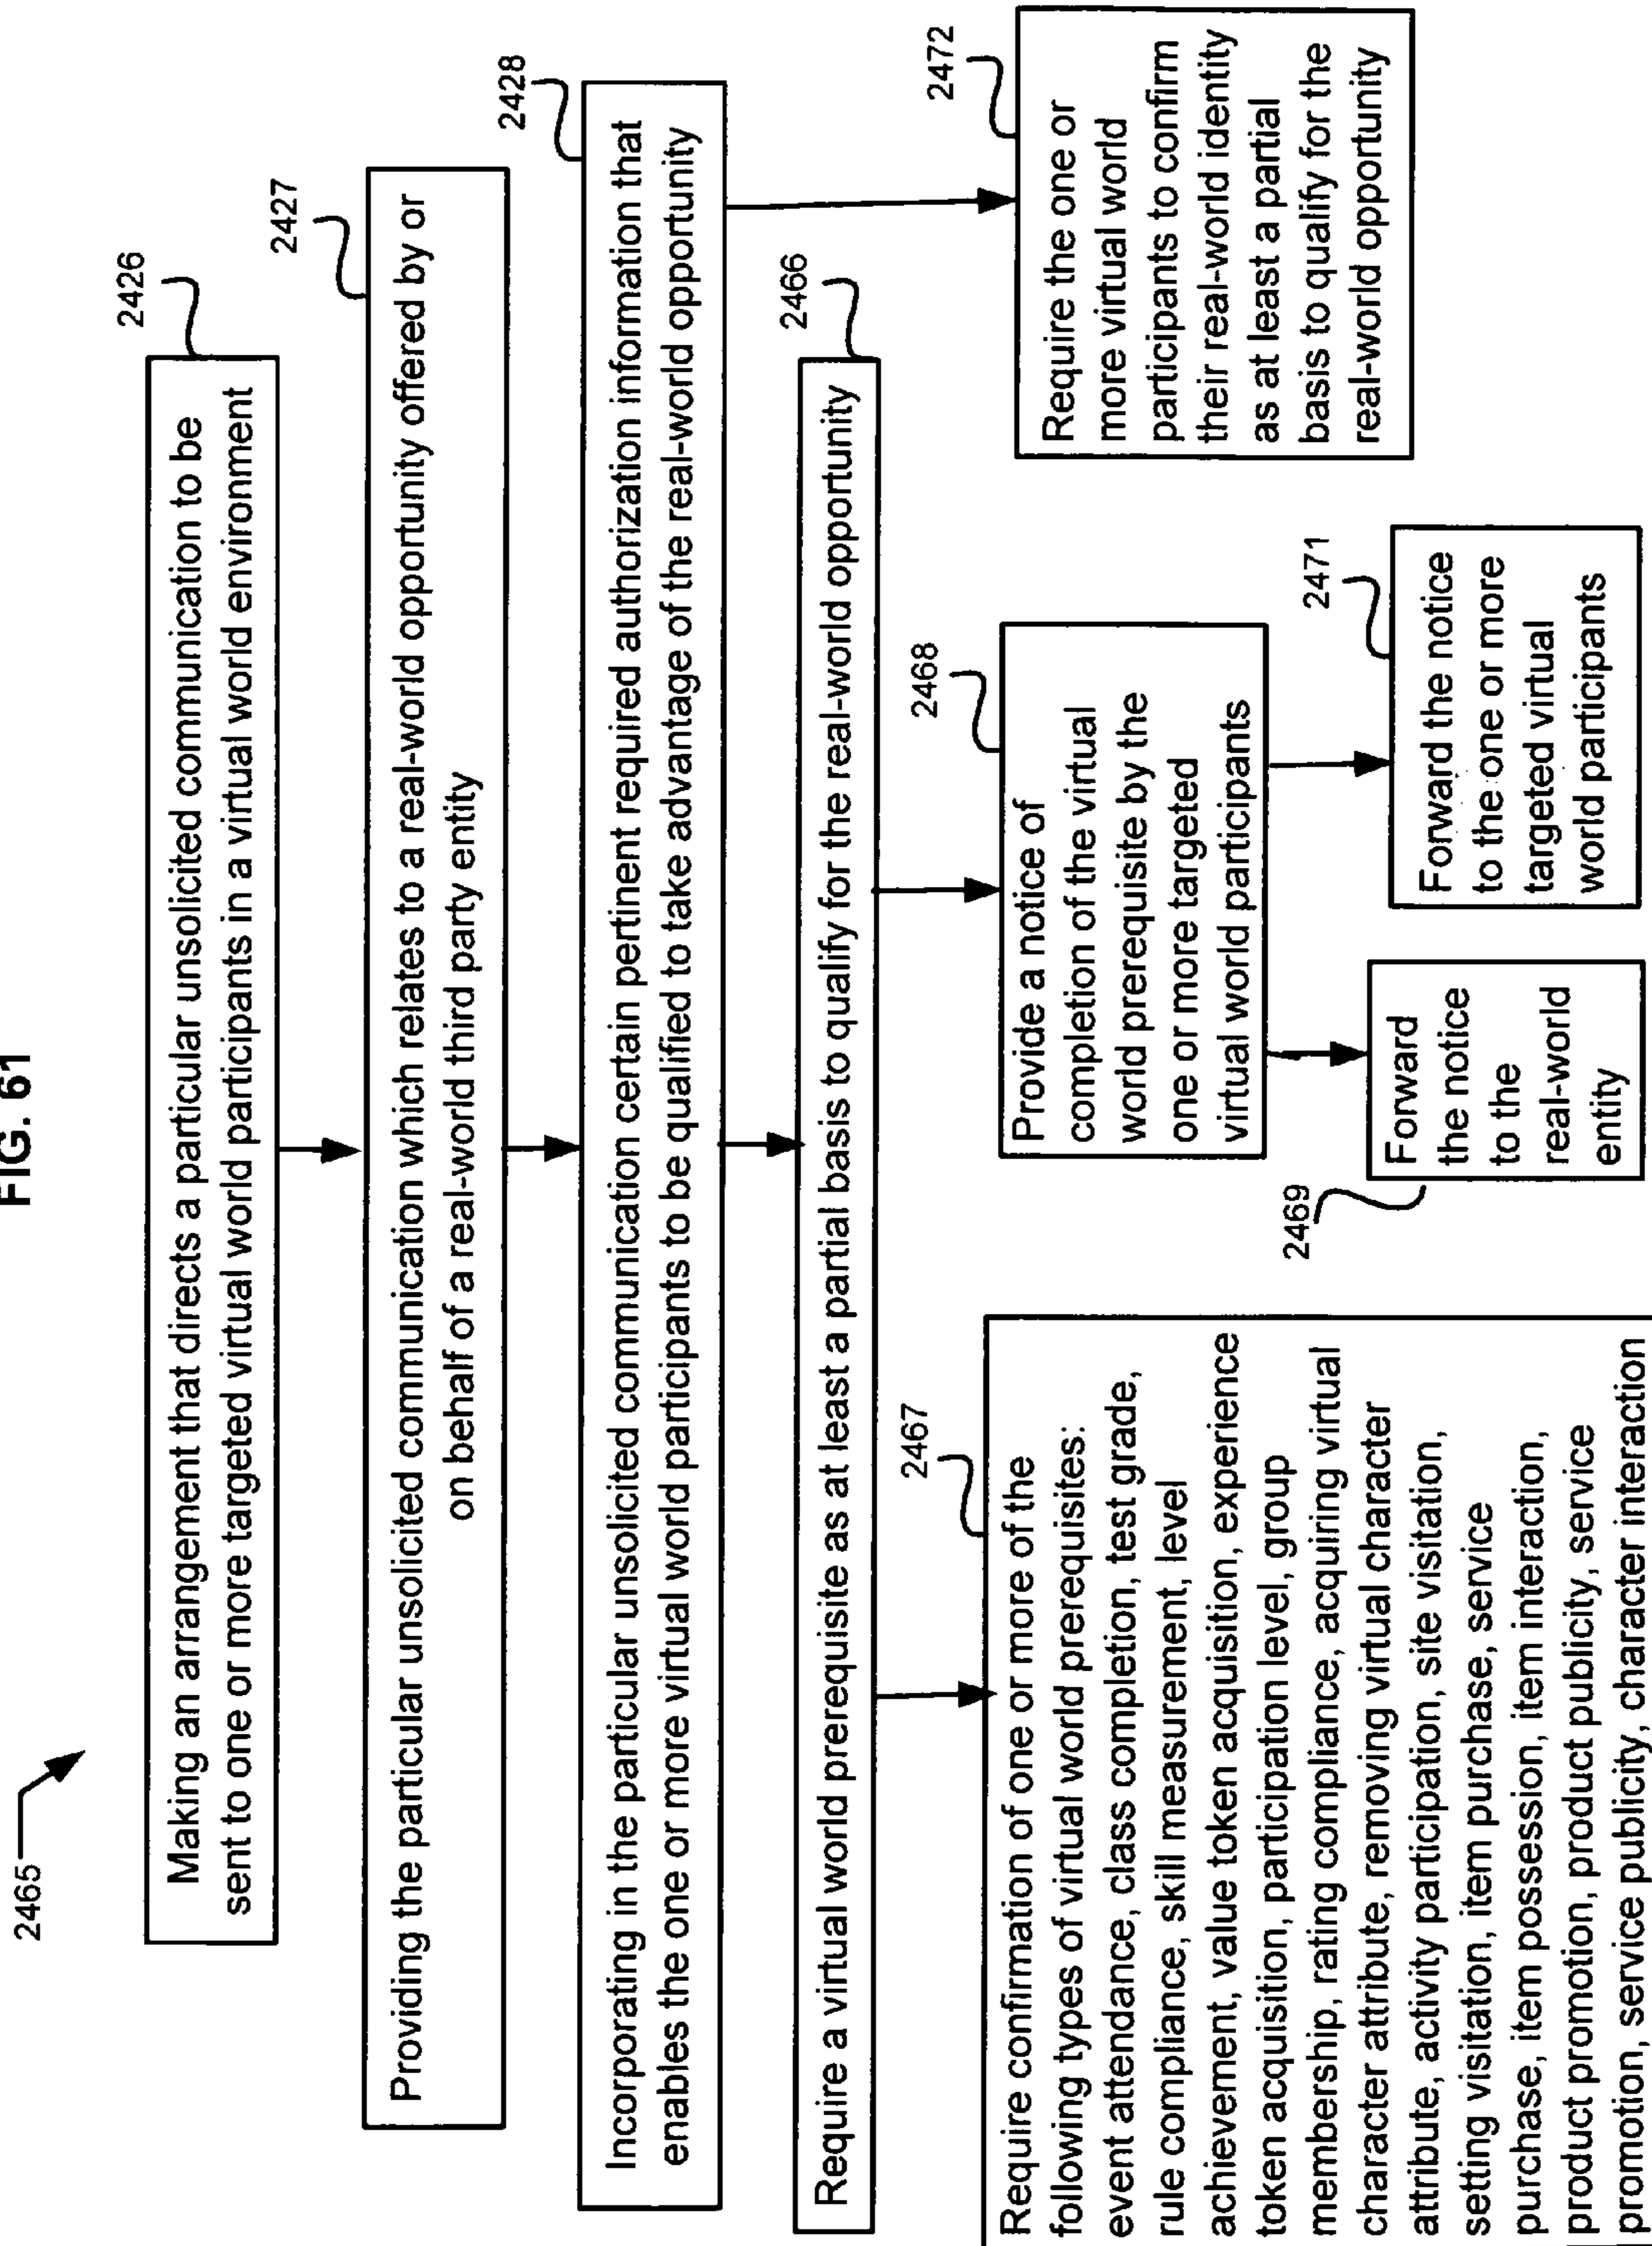 FIG. 61
2465
2426
Making an arrangement that directs a particular unsolicited communication to be
sent to one or more targeted virtual world participants in a virtual world environment
2427
Providing the particular unsolicited communication which relates to a real-world opportunity offered by or
on behalf of a real-world third party entity
2428
Incorporating in the particular unsolicited communication certain pertinent required authorization information that
enables the one or more virtual world participants to be qualified to take advantage of the real-world opportunity
2466
Require a virtual world prerequisite as at least a partial basis to qualify for the real-world opportunity
2467
Require confirmation of one or more of the
following types of virtual world prerequisites:
event attendance, class completion, test grade,
rule compliance, skill measurement, level
achievement, value token acquisition, experience
token acquisition, participation level, group
membership, rating compliance, acquiring virtual
character attribute, removing virtual character
attribute, activity participation, site visitation,
setting visitation, item purchase, service
purchase, item possession, item interaction,
product promotion, product publicity, service
promotion, service publicity, character interaction
2468
Provide a notice of
completion of the virtual
world prerequisite by the
one or more targeted
virtual world participants
2469
Forward
the notice
to the
real-world
entity
2471
Forward the notice
to the one or more
targeted virtual
world participants
2472
Require the one or
more virtual world
participants to confirm
their real-world identity
as at least a partial
basis to qualify for the
real-world opportunity